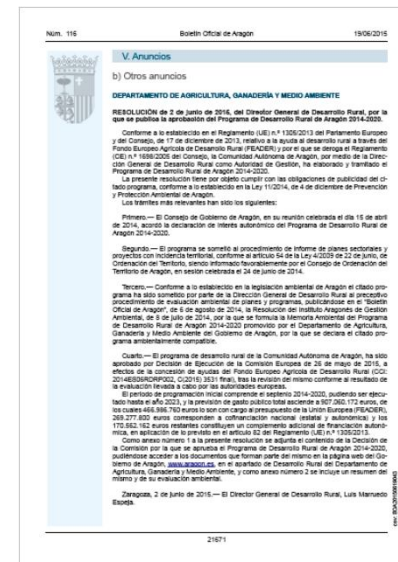 Núm. 116
Boletín Oficial de Aragón
19/06/2015
V. Anuncios
b) Otros anuncios
DEPARTAMENTO DE AGRICULTURA, GANADERÍA Y MEDIO AMBIENTE
RESOLUCIÓN de 2 de junio de 2015, del Director General de Desarrollo Rural, por la
que se publica la aprobación del Programa de Desarrollo Rural de Aragón 2014-2020.
Conforme a lo establecido en el Reglamento (UE) n.º 1305/2013 del Parlamento Europeo
y del Consejo, de 17 de diciembre de 2013, relativo a la ayuda al desarrollo rural a través del
Fondo Europeo Agrícola de Desarrollo Rural (FEADER) y por el que se deroga el Reglamento
(CE) n.º 1698/2005 del Consejo, la Comunidad Autónoma de Aragón, por medio de la Direc-
ción General de Desarrollo Rural como Autoridad de Gestión, ha elaborado y tramitado el
Programa de Desarrollo Rural de Aragón 2014-2020.
La presente resolución tiene por objeto cumplir con las obligaciones de publicidad del ci-
tado programa, conforme a lo establecido en la Ley 11/2014, de 4 de diciembre de Prevención
y Protección Ambiental de Aragón.
Los trámites más relevantes han sido los siguientes:
Primero.— El Consejo de Gobierno de Aragón, en su reunión celebrada el día 15 de abril
de 2014, acordó la declaración de interés autonómico del Programa de Desarrollo Rural de
Aragón 2014-2020.
Segundo.— El programa se sometió al procedimiento de informe de planes sectoriales y
proyectos con incidencia territorial, conforme al artículo 54 de la Ley 4/2009 de 22 de junio, de
Ordenación del Territorio, siendo informado favorablemente por el Consejo de Ordenación del
Territorio de Aragón, en sesión celebrada el 24 de junio de 2014.
Tercero.— Conforme a lo establecido en la legislación ambiental de Aragón el citado pro-
grama ha sido sometido por parte de la Dirección General de Desarrollo Rural al preceptivo
procedimiento de evaluación ambiental de planes y programas, publicándose en el "Boletín
Oficial de Aragón", de 6 de agosto de 2014, la Resolución del Instituto Aragonés de Gestión
Ambiental, de 8 de julio de 2014, por la que se formula la Memoria Ambiental del Programa
de Desarrollo Rural de Aragón 2014-2020 promovido por el Departamento de Agricultura,
Ganadería y Medio Ambiente del Gobierno de Aragón, por la que se declara el citado pro-
grama ambientalmente compatible.
Cuarto.— El programa de desarrollo rural de la Comunidad Autónoma de Aragón, ha sido
aprobado por Decisión de Ejecución de la Comisión Europea de 26 de mayo de 2015, a
efectos de la concesión de ayudas del Fondo Europeo Agrícola de Desarrollo Rural (CCI:
2014ES06RDRP002, C(2015) 3531 final), tras la revisión del mismo conforme al resultado de
la evaluación llevada a cabo por las autoridades europeas.
El periodo de programación inicial comprende el septenio 2014-2020, pudiendo ser ejecu-
tado hasta el año 2023, y la previsión de gasto público total asciende a 907.060.172 euros, de
los cuales 466.986.760 euros lo son con cargo al presupuesto de la Unión Europea (FEADER),
269.277.800 euros corresponden a cofinanciación nacional (estatal y autonómica) y los
170.562.162 euros restantes constituyen un complemento adicional de financiación autonó-
mica, en aplicación de lo previsto en el artículo 82 del Reglamento (UE) n.º 1305/2013.
Como anexo número 1 a la presente resolución se adjunta el contenido de la Decisión de
la Comisión por la que se aprueba el Programa de Desarrollo Rural de Aragón 2014-2020,
pudiéndose acceder a los documentos que forman parte del mismo en la página web del Go-
bierno de Aragón, www.aragon.es, en el apartado de Desarrollo Rural del Departamento de
Agricultura, Ganadería y Medio Ambiente, y como anexo número 2 se incluye un resumen del
mismo y de su evaluación ambiental.
Zaragoza, 2 de junio de 2015.— El Director General de Desarrollo Rural, Luis Marruedo
Espeja.
21671